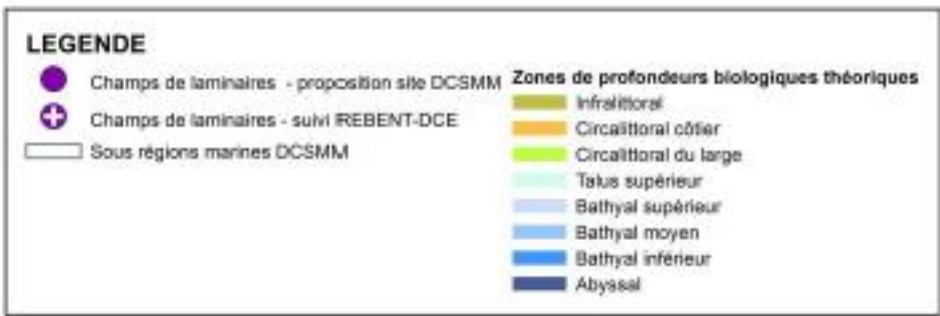 LEGENDE
Champs de laminaires - proposition site DCSMM
Champs de laminaires - suivi REBENT-DCE
Sous régions marines DCSMM
Zones de profondeurs biologiques théoriques
Infralittoral
Circalittoral côtier
Circalittoral du large
Talus supérieur
Bathyal supérieur
Bathyal moyen
Bathyal inférieur
Abyssal